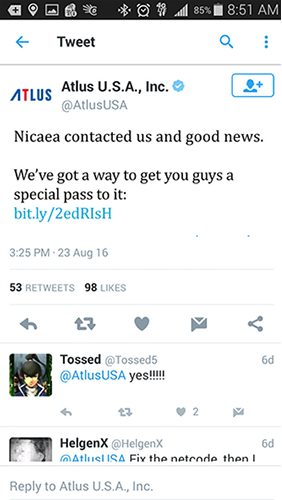 85% 8:51 AM
Tweet
ATLUS
Atlus U.S.A., Inc.
@AtlusUSA
Nicaea contacted us and good news.
We've got a way to get you guys a
special pass to it:
bit.ly/2edRIsH
3:25 PM · 23 Aug 16
53 RETWEETS 98 LIKES
Tossed @Tossed5 6d
@AtlusUSA yes!!!!!
2
HelgenX @HelgenX 6d
@AtlusUSA Fix the netcode, then I
Reply to Atlus U.S.A., Inc.